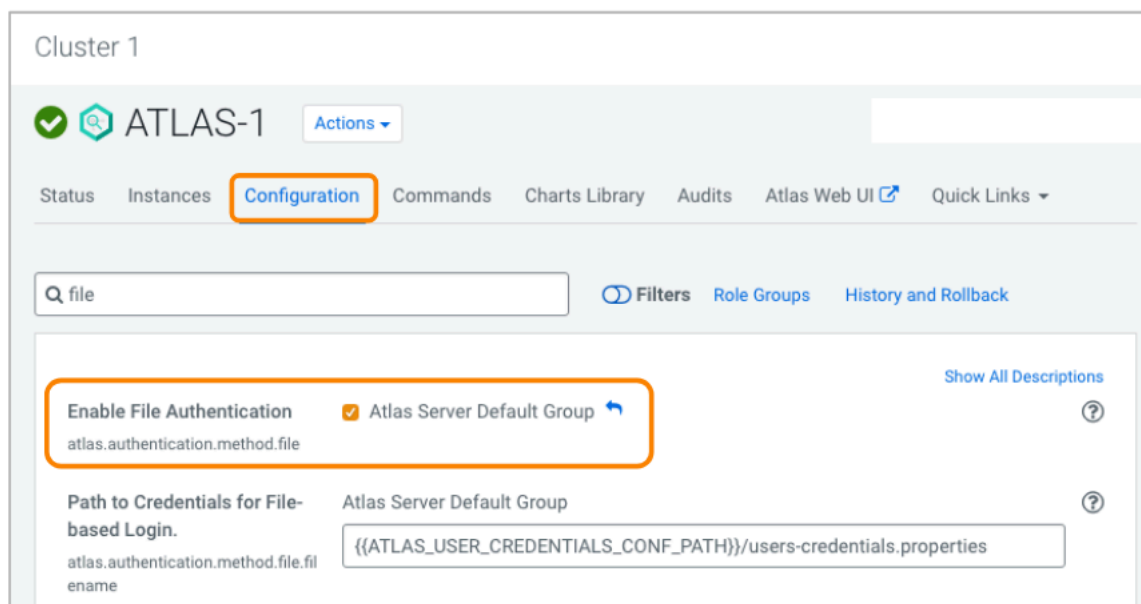 Cluster 1
ATLAS-1 Actions
Status Instances Configuration Commands Charts Library Audits Atlas Web UI Quick Links
file Filters Role Groups History and Rollback
Show All Descriptions
Enable File Authentication Atlas Server Default Group ?
atlas.authentication.method.file
Path to Credentials for File- Atlas Server Default Group ?
based Login.
{{ATLAS_USER_CREDENTIALS_CONF_PATH}}/users-credentials.properties
atlas.authentication.method.file.fil
ename